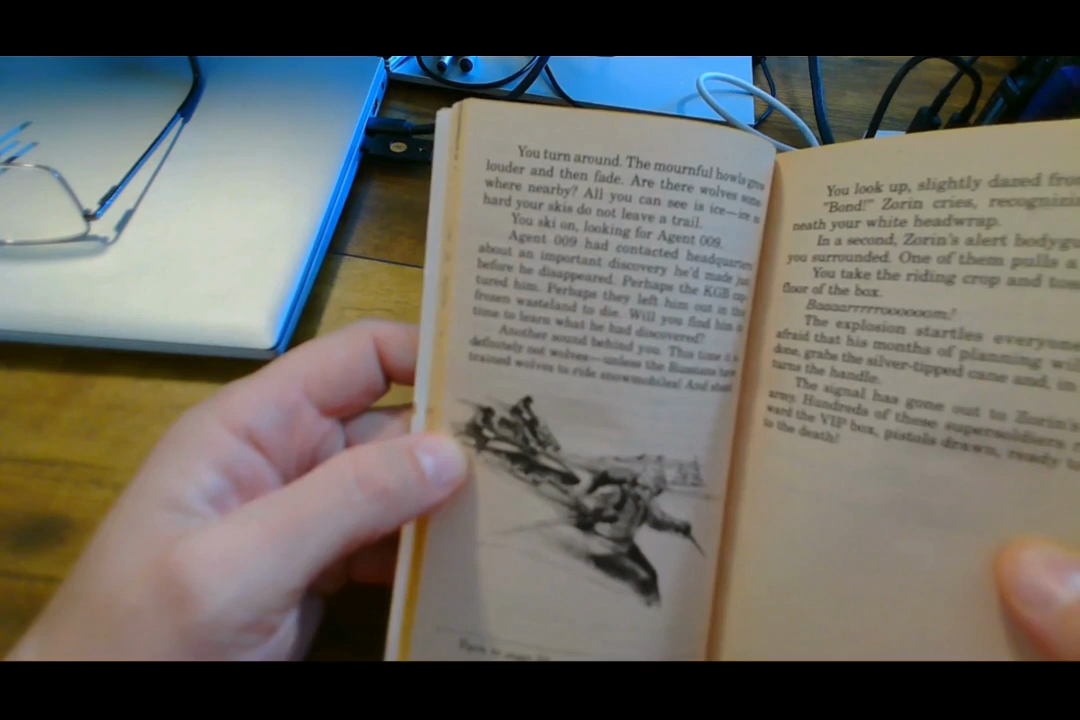 You turn around. The mournful howls grow
louder and then fade. Are there wolves some-
where nearby? All you can see is ice—ice so
hard your skis do not leave a trail.
You ski on, looking for Agent 009.
Agent 009 had contacted headquarters
about an important discovery he'd made just
before he disappeared. Perhaps the KGB cap-
tured him. Perhaps they left him out in the
frozen wasteland to die. Will you find him in
time to learn what he had discovered?
Another sound behind you. This time it is
definitely not wolves—unless the Russians have
trained wolves to ride snowmobiles! And shoot
Turn to page
You look up, slightly dazed from
"Bond!" Zorin cries, recognizing
neath your white headwrap.
In a second, Zorin's alert bodygu
you surrounded. One of them pulls a
You take the riding crop and toss
floor of the box.
Baaaarrrrrooooooom!
The explosion startles everyone
afraid that his months of planning will
done, grabs the silver-tipped cane and, in
turns the handle.
The signal has gone out to Zorin's
army. Hundreds of these supersoldiers
ward the VIP box, pistols drawn, ready to
to the death!